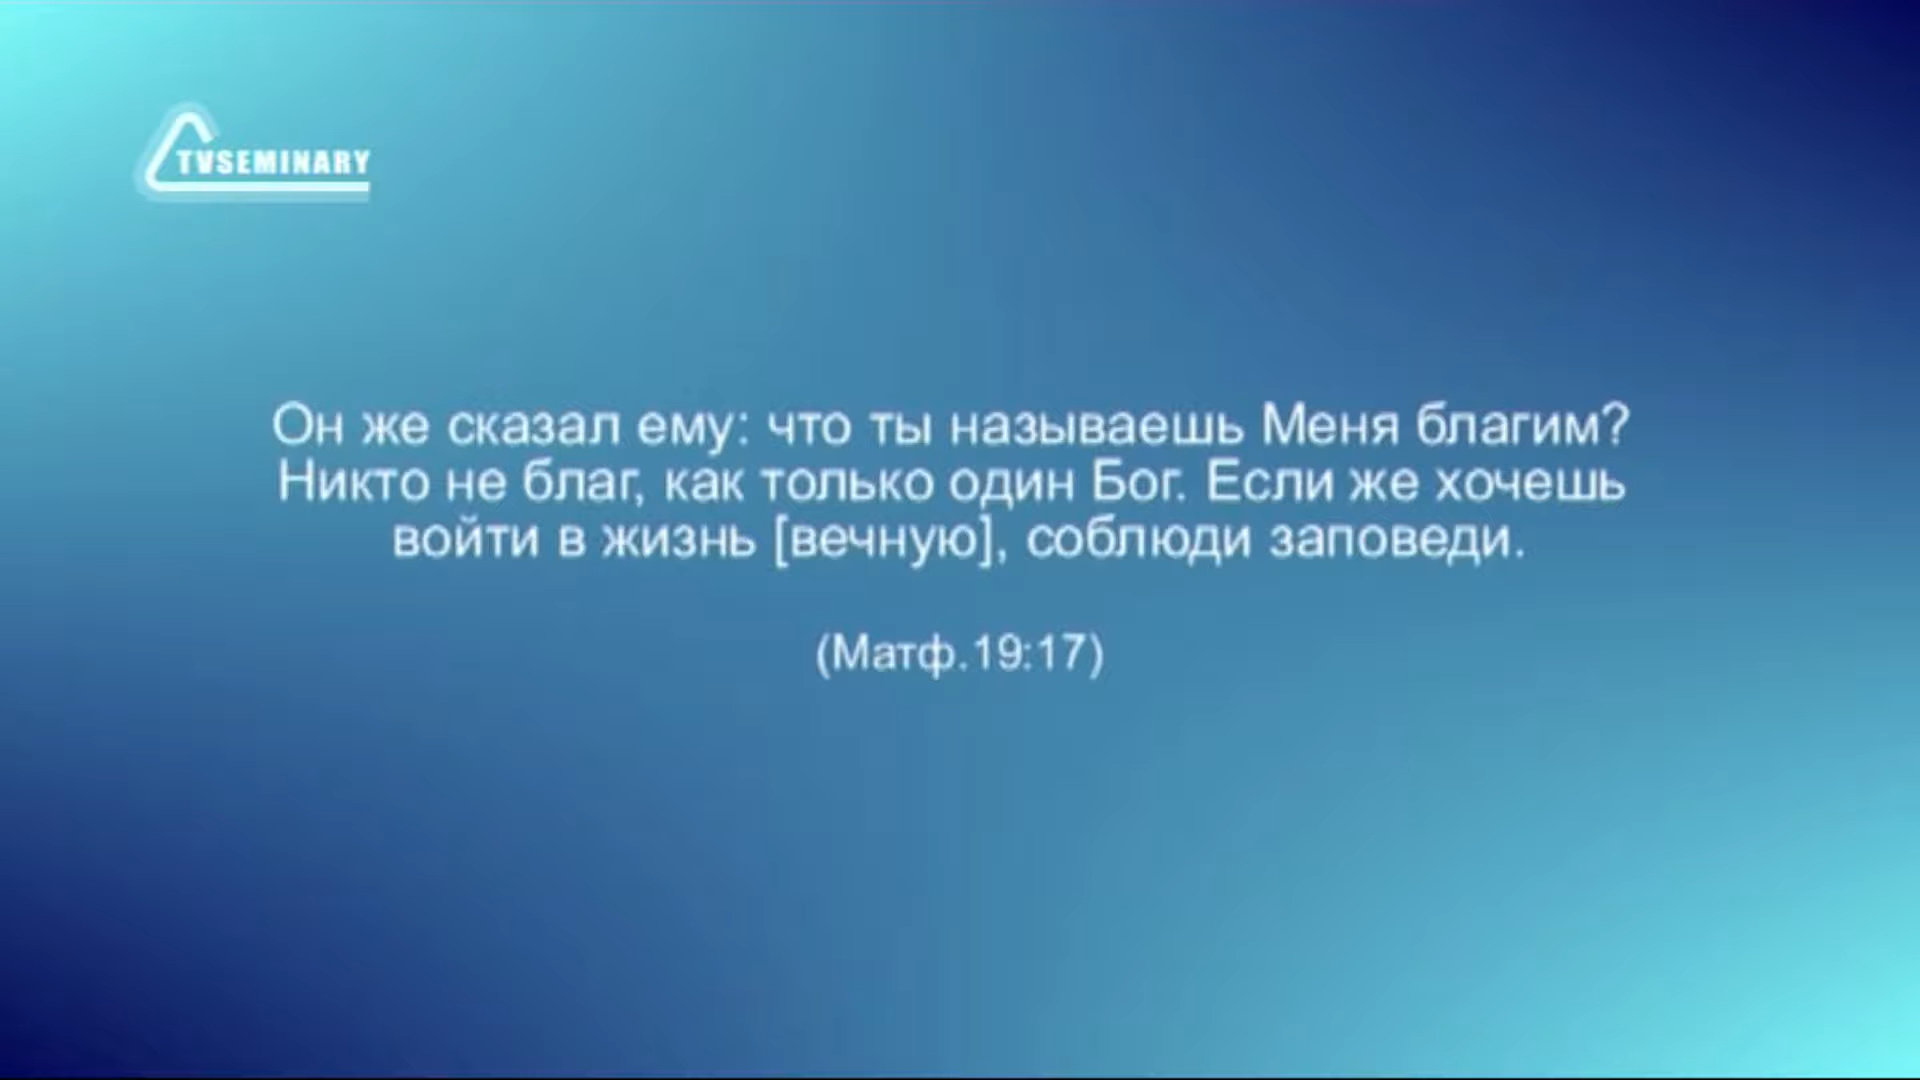 TVSEMINARY
Он же сказал ему: что ты называешь Меня благим?
Никто не благ, как только один Бог. Если же хочешь
войти в жизнь [вечную], соблюди заповеди.
(Матф.19:17)